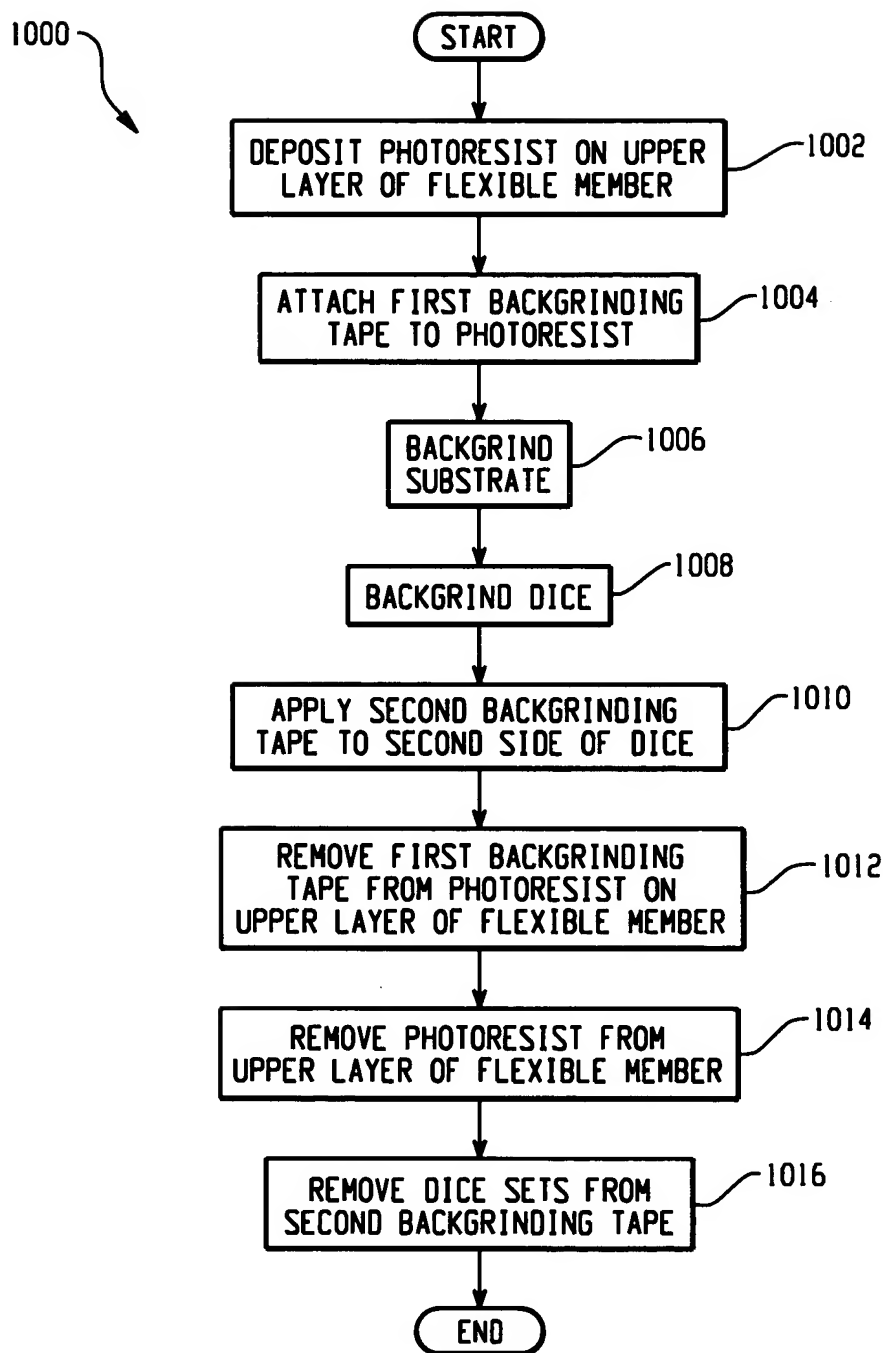 1000
START
DEPOSIT PHOTORESIST ON UPPER
LAYER OF FLEXIBLE MEMBER
1002
ATTACH FIRST BACKGRINDING
TAPE TO PHOTORESIST
1004
BACKGRIND
SUBSTRATE
1006
BACKGRIND DICE
1008
APPLY SECOND BACKGRINDING
TAPE TO SECOND SIDE OF DICE
1010
REMOVE FIRST BACKGRINDING
TAPE FROM PHOTORESIST ON
UPPER LAYER OF FLEXIBLE MEMBER
1012
REMOVE PHOTORESIST FROM
UPPER LAYER OF FLEXIBLE MEMBER
1014
REMOVE DICE SETS FROM
SECOND BACKGRINDING TAPE
1016
END